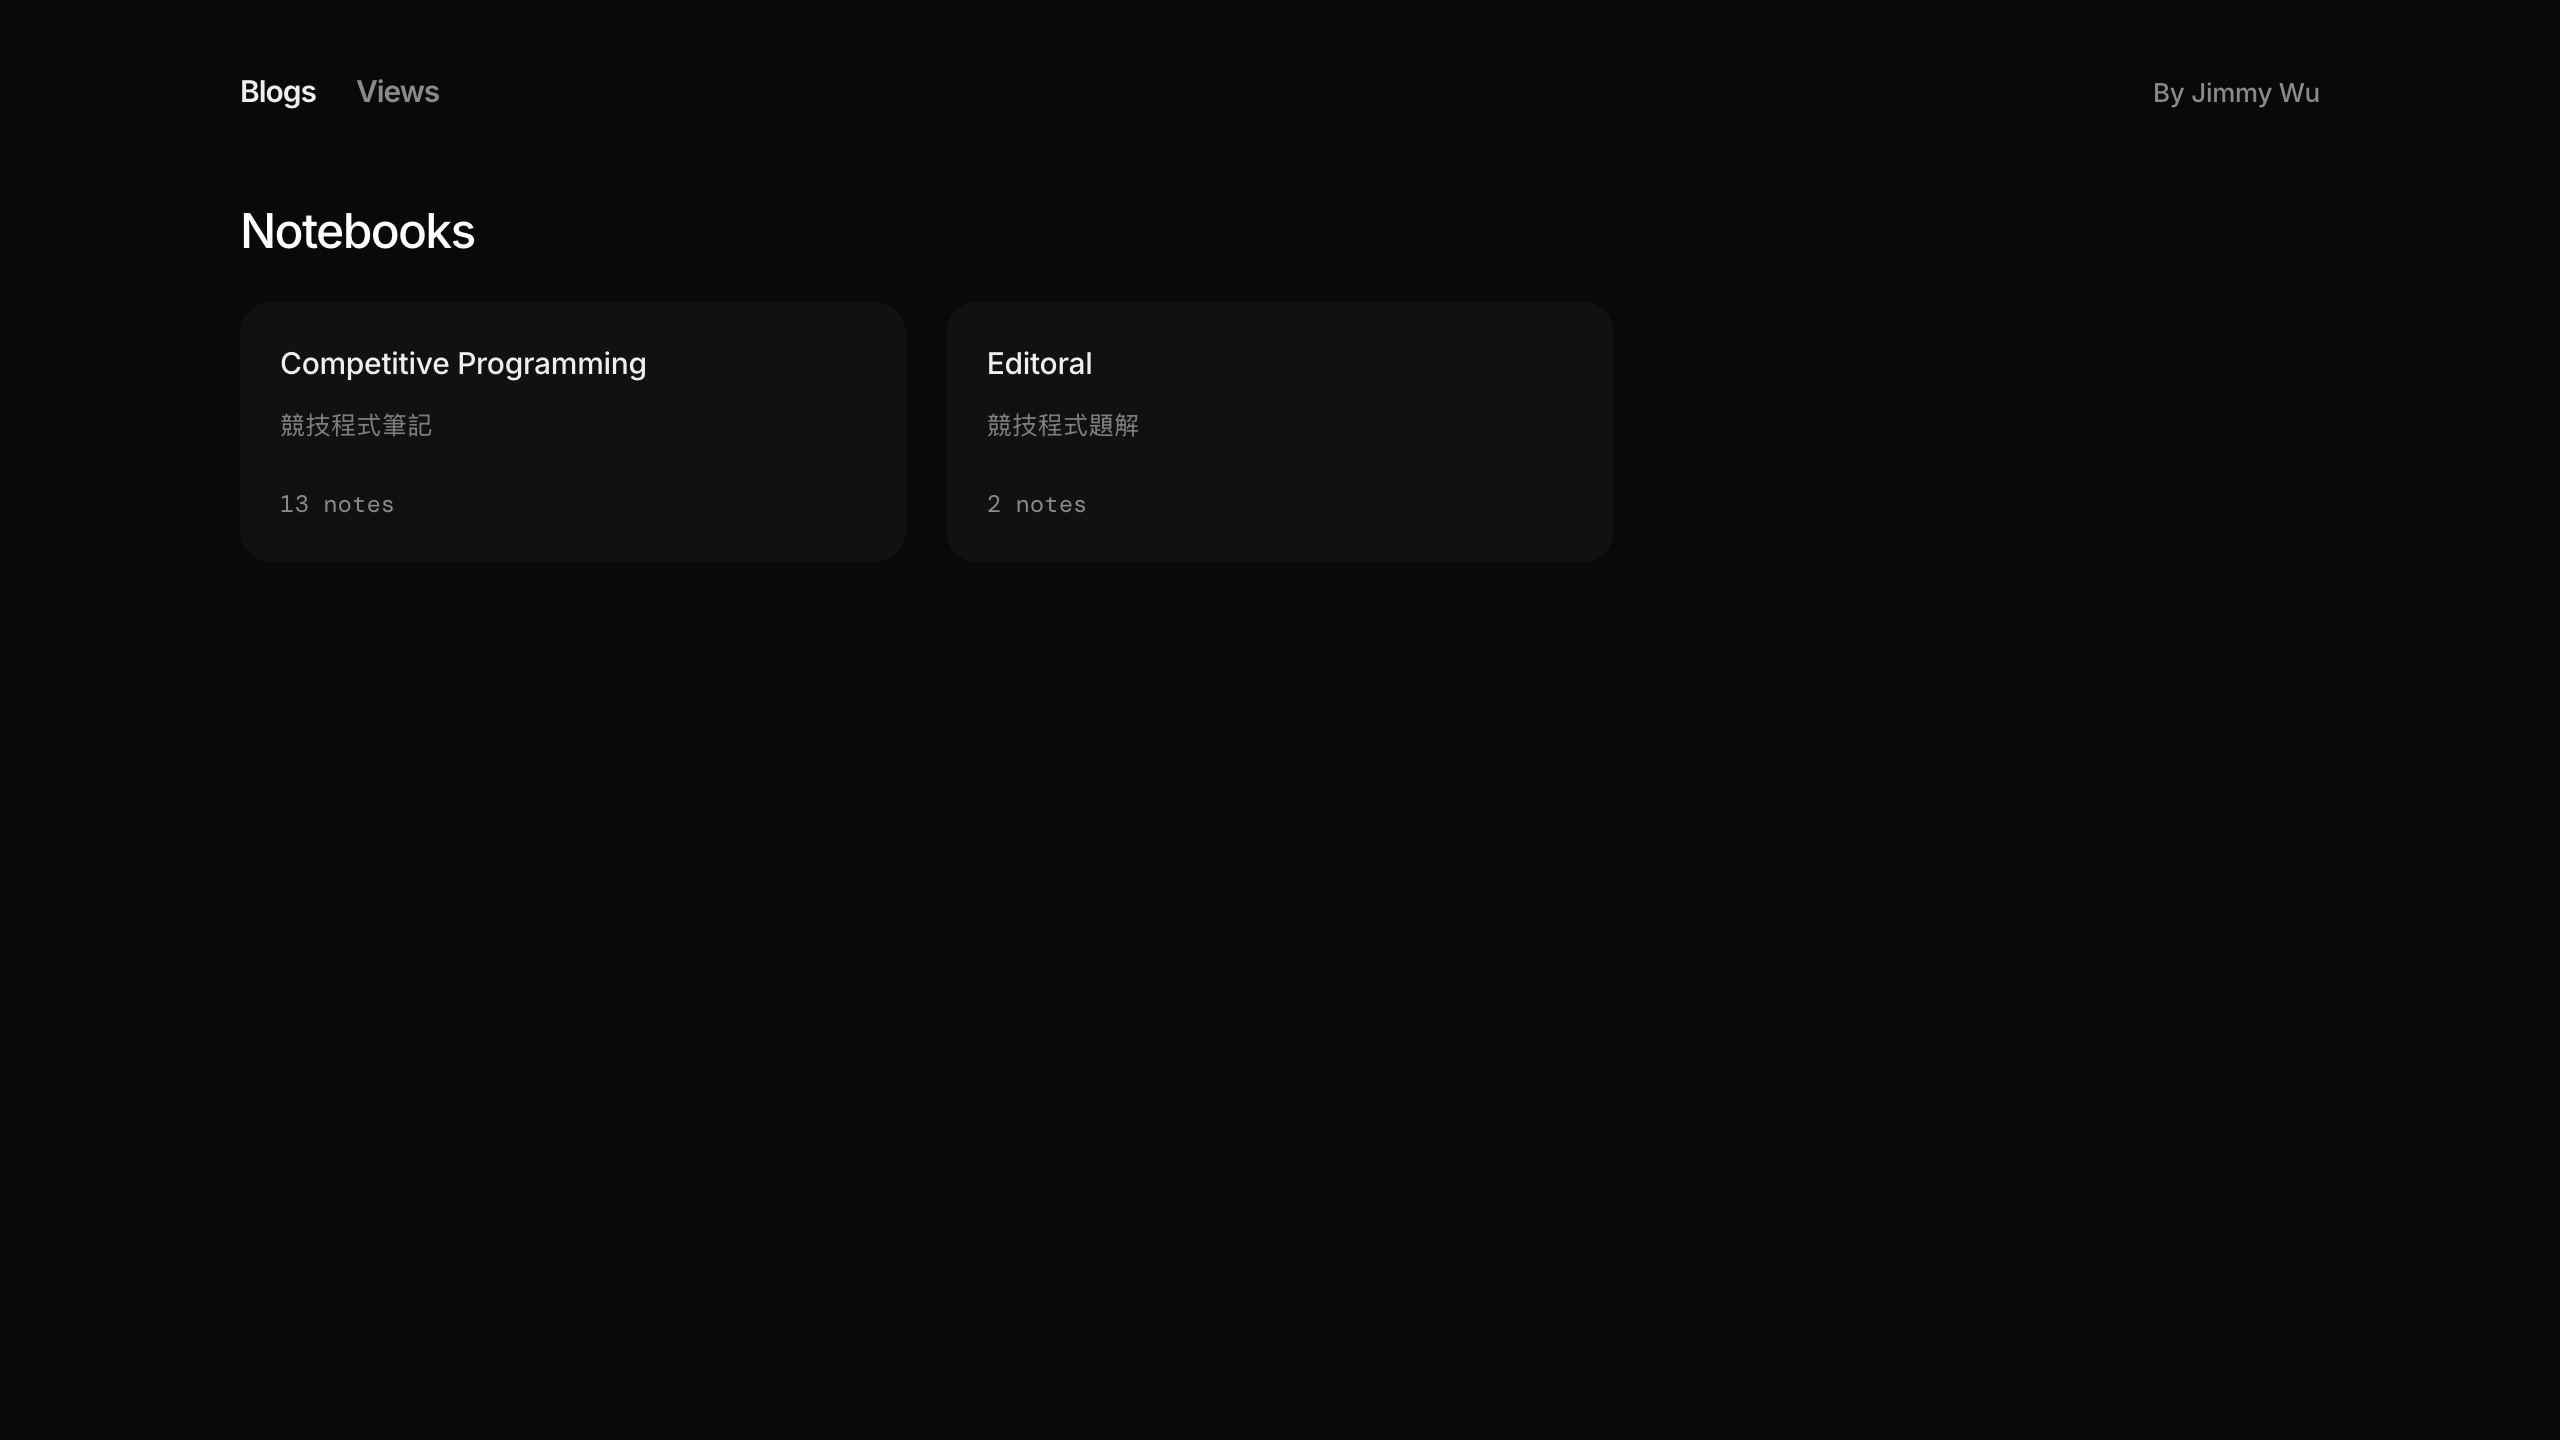 Blogs Views By Jimmy Wu
Notebooks
Competitive Programming
競技程式筆記
13 notes
Editoral
競技程式題解
2 notes